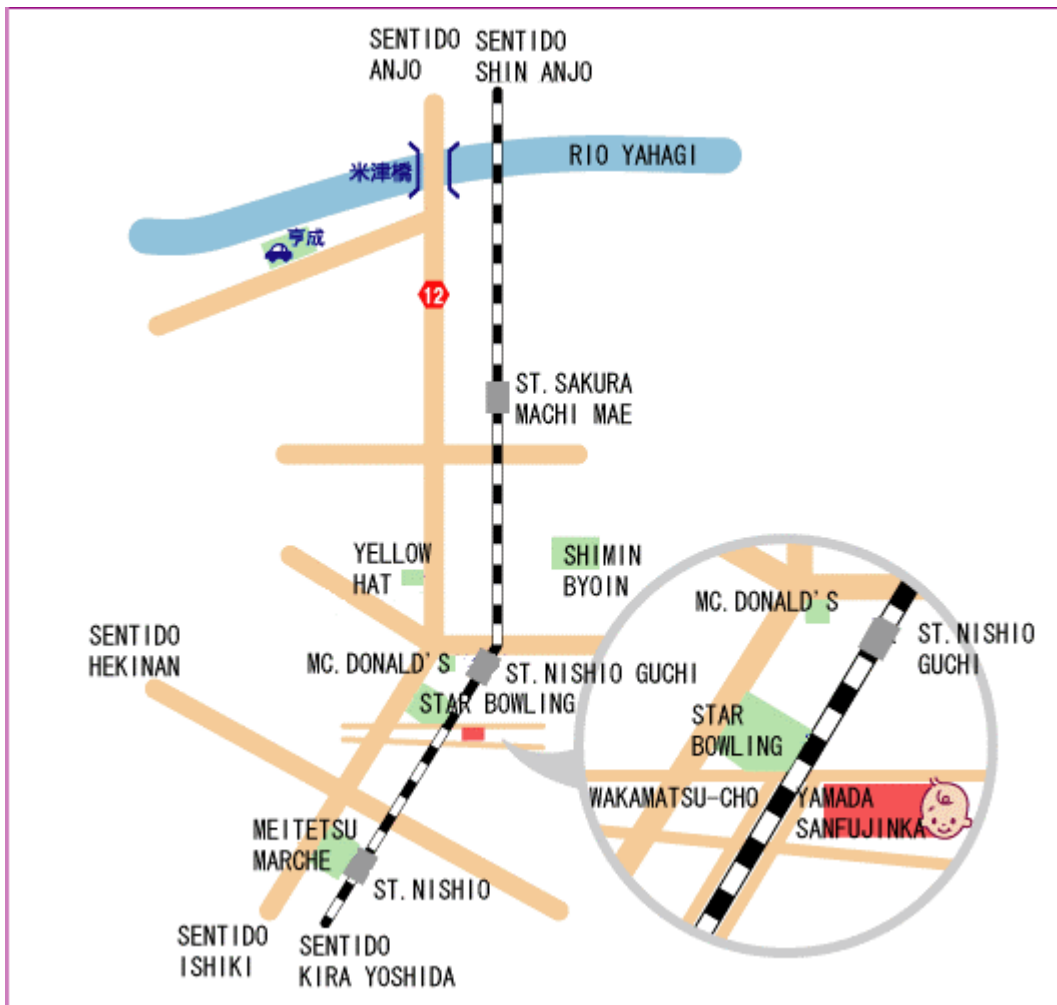 SENTIDO
ANJO
SENTIDO
SHIN ANJO
RIO YAHAGI
米津橋
亨成
12
ST.SAKURA
MACHI MAE
YELLOW
HAT
SHIMIN
BYOIN
SENTIDO
HEKINAN
MC.DONALD'S
ST.NISHIO GUCHI
STAR BOWLING
MC.DONALD'S
ST.NISHIO
GUCHI
STAR
BOWLING
WAKAMATSU-CHO
YAMADA
SANFUJINKA
MEITETSU
MARCHE
ST.NISHIO
SENTIDO
ISHIKI
SENTIDO
KIRA YOSHIDA